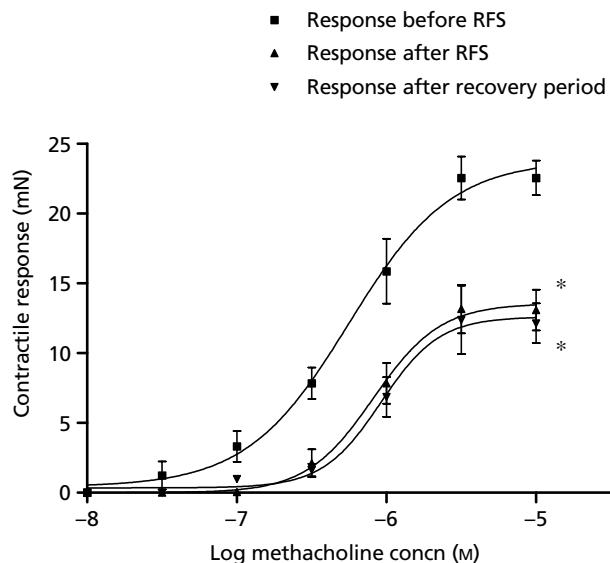 Response before RFS
Response after RFS
Response after recovery period
25
20
15
10
5
0
Contractile response (mN)
*
*
−8 −7 −6 −5
Log methacholine concn (M)